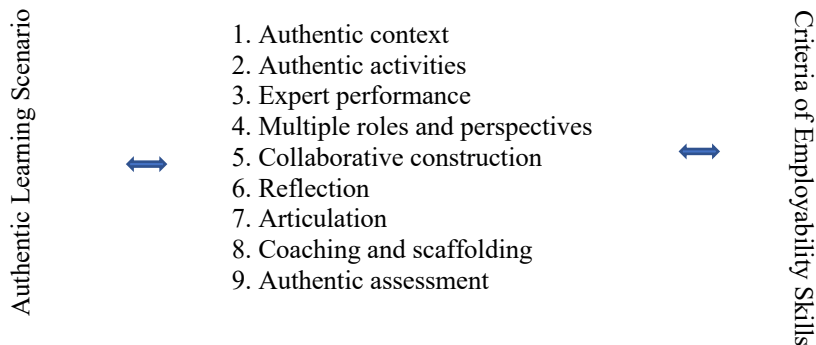 Authentic Learning Scenario
1. Authentic context
2. Authentic activities
3. Expert performance
4. Multiple roles and perspectives
5. Collaborative construction
6. Reflection
7. Articulation
8. Coaching and scaffolding
9. Authentic assessment
Criteria of Employability Skills